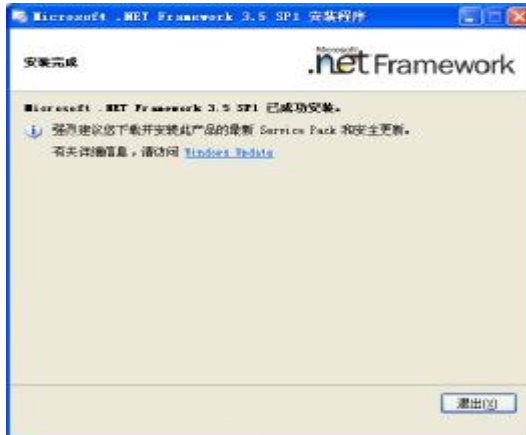 Microsoft .NET Framework 3.5 SP1 安装程序
安装完成
Microsoft
.net Framework
Microsoft .NET Framework 3.5 SP1 已成功安装。
强烈建议您下载并安装此产品的最新 Service Pack 和安全更新。
有关详细信息，请访问 Windows Update
退出(X)